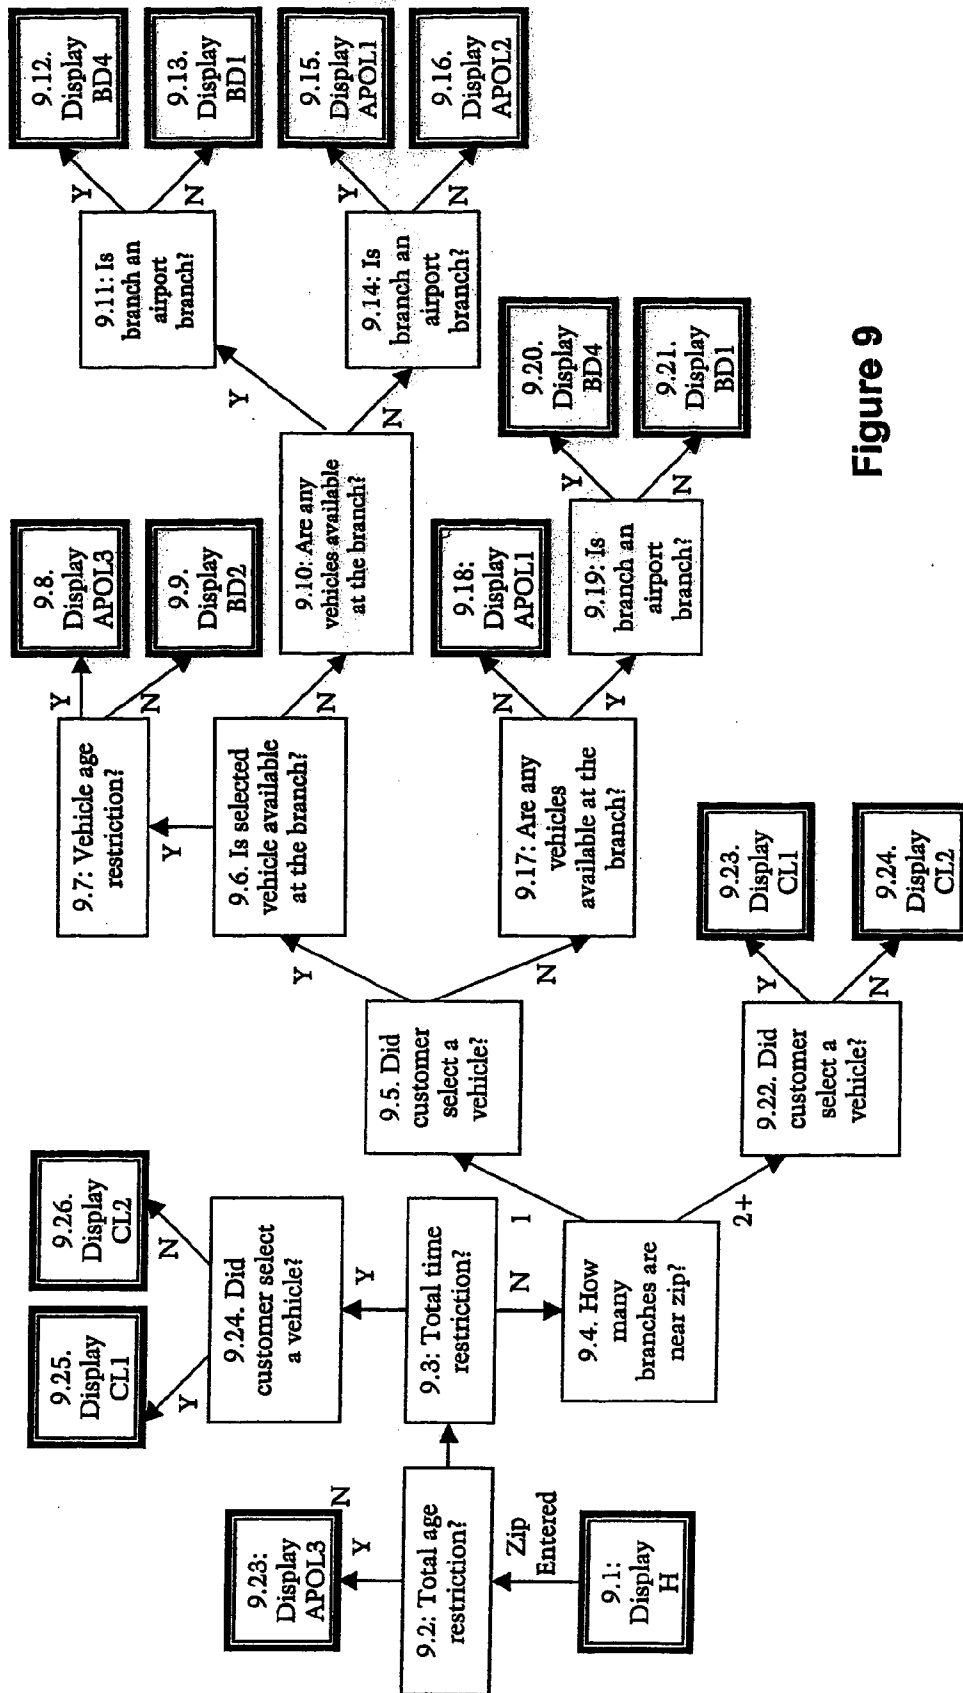 9.12.
Display
BD4
9.13.
Display
BD1
9.15.
Display
APOL1
9.16.
Display
APOL2
Y
N
Y
N
9.11: Is
branch an
airport
branch?
9.14: Is
branch an
airport
branch?
Y
N
9.8.
Display
APOL3
9.9.
Display
BD2
9.10: Are any
vehicles available
at the branch?
9.20.
Display
BD4
9.21.
Display
BD1
Y
N
9.18:
Display
APOL1
9.19: Is
branch an
airport
branch?
Y
N
N
N
Y
9.7: Vehicle age
restriction?
Y
9.6. Is selected
vehicle available
at the branch?
9.17: Are any
vehicles
available at the
branch?
9.23.
Display
CL1
9.24.
Display
CL2
Y
N
Y
N
9.5. Did
customer
select a
vehicle?
9.22. Did
customer
select a
vehicle?
1
2+
9.26.
Display
CL2
9.25.
Display
CL1
N
Y
9.24. Did
customer select
a vehicle?
Y
9.3: Total time
restriction?
N
9.4. How
many
branches are
near zip?
9.23:
Display
APOL3
N
Y
9.2: Total age
restriction?
Zip
Entered
9.1:
Display
H
Figure 9